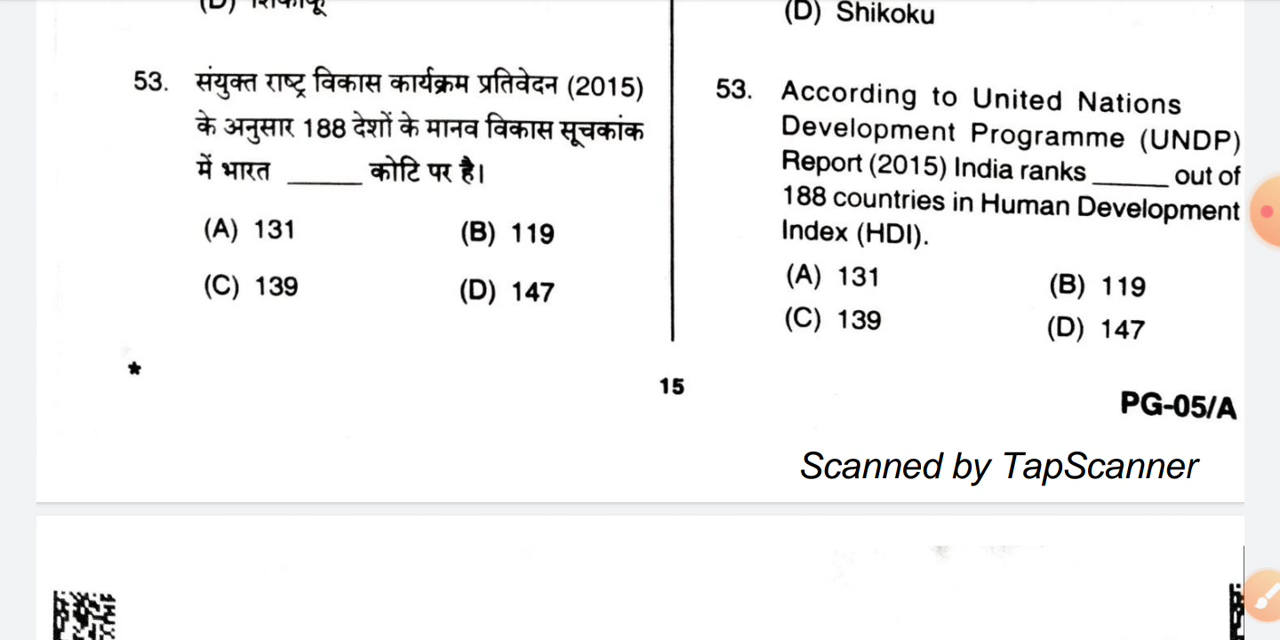 (D) शिकोकू
53. संयुक्त राष्ट्र विकास कार्यक्रम प्रतिवेदन (2015)
के अनुसार 188 देशों के मानव विकास सूचकांक
में भारत ______ कोटि पर है।
(A) 131 (B) 119
(C) 139 (D) 147
*
(D) Shikoku
53. According to United Nations
Development Programme (UNDP)
Report (2015) India ranks ______ out of
188 countries in Human Development
Index (HDI).
(A) 131 (B) 119
(C) 139 (D) 147
15
PG-05/A
Scanned by TapScanner